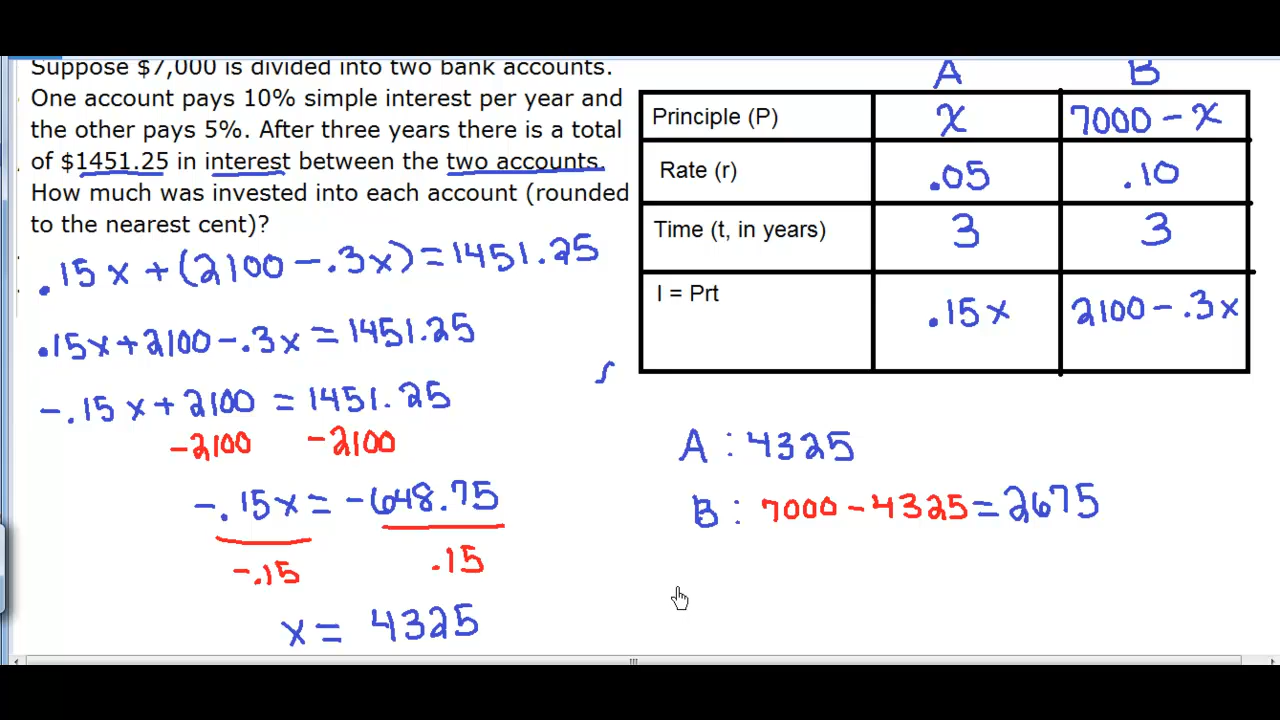 Suppose $7,000 is divided into two bank accounts.
One account pays 10% simple interest per year and
the other pays 5%. After three years there is a total
of $1451.25 in interest between the two accounts.
How much was invested into each account (rounded
to the nearest cent)?
.15x + (2100 - .3x) = 1451.25
.15x + 2100 - .3x = 1451.25
-.15x + 2100 = 1451.25
-2100 -2100
-.15x = -648.75
-.15 .15
x = 4325
A B
Principle (P) x 7000 - x
Rate (r) .05 .10
Time (t, in years) 3 3
I = Prt .15x 2100 - .3x
A : 4325
B : 7000 - 4325 = 2675